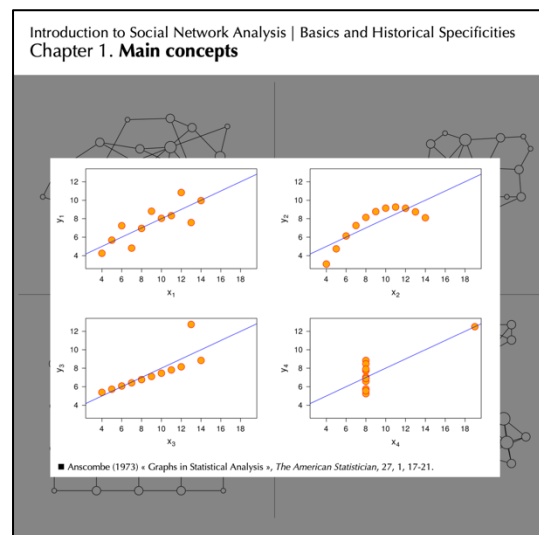 Introduction to Social Network Analysis | Basics and Historical Specificities
Chapter 1. Main concepts
12
10
8
6
4
y1
4 6 8 10 12 14 16 18
x1
12
10
8
6
4
y2
4 6 8 10 12 14 16 18
x2
12
10
8
6
4
y3
4 6 8 10 12 14 16 18
x3
12
10
8
6
4
y4
4 6 8 10 12 14 16 18
x4
■ Anscombe (1973) « Graphs in Statistical Analysis », The American Statistician, 27, 1, 17-21.